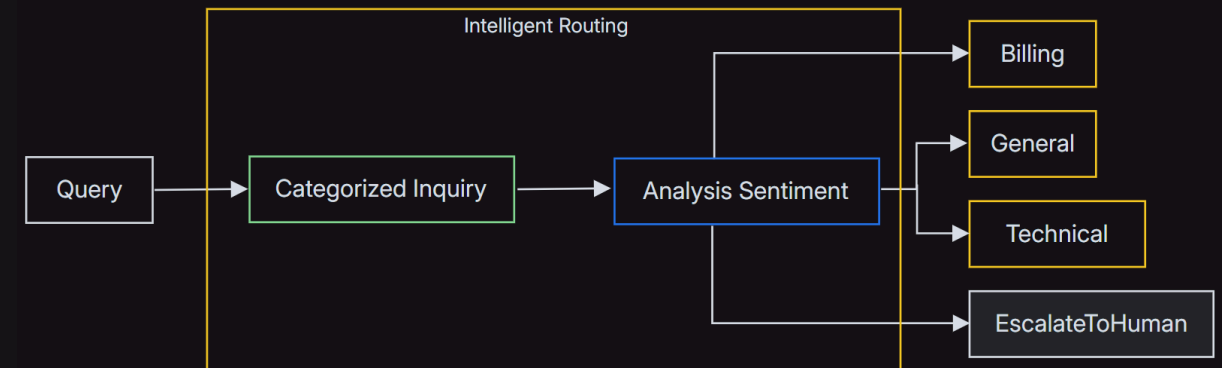 Intelligent Routing
Query
Categorized Inquiry
Analysis Sentiment
Billing
General
Technical
EscalateToHuman